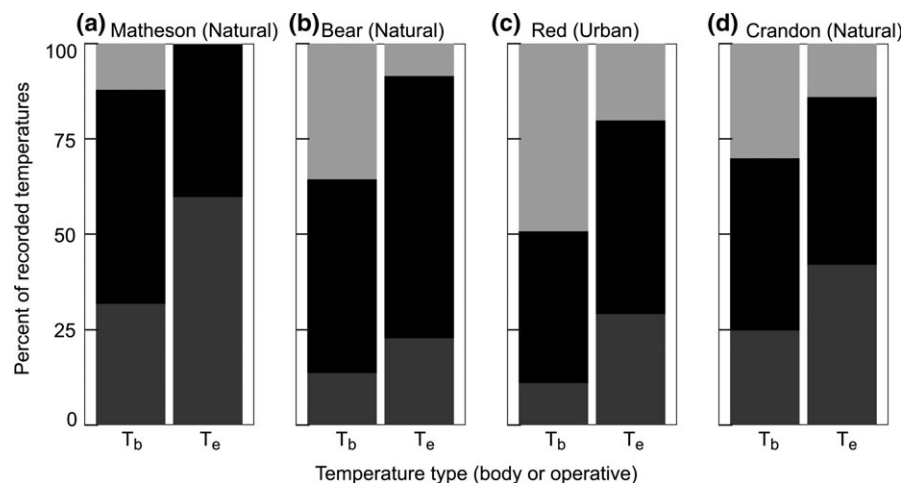 (a) Matheson (Natural) (b) Bear (Natural) (c) Red (Urban) (d) Crandon (Natural)
100
75
50
25
0
Percent of recorded temperatures
Tb Te Tb Te Tb Te Tb Te
Temperature type (body or operative)